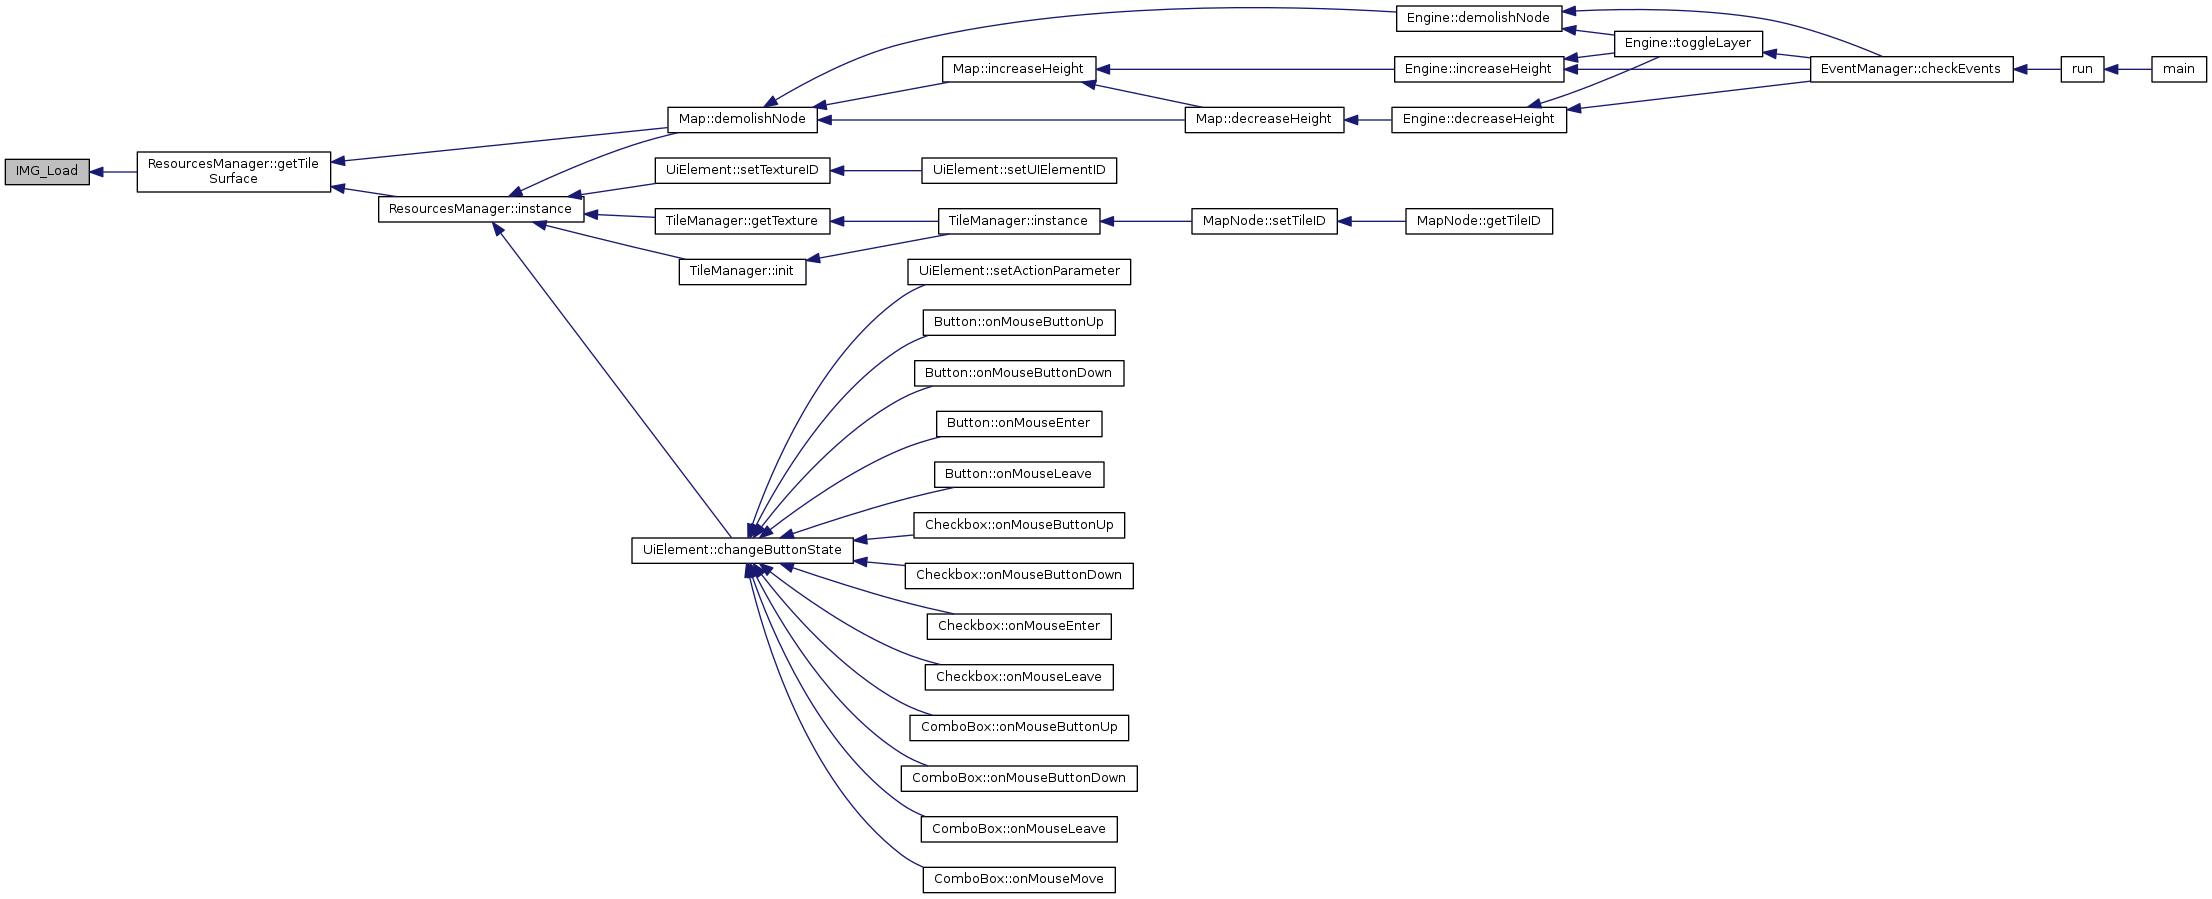 Engine::demolishNode
Engine::toggleLayer
Map::increaseHeight
Engine::increaseHeight
EventManager::checkEvents
run
main
Map::demolishNode
Map::decreaseHeight
Engine::decreaseHeight
IMG_Load
ResourcesManager::getTile
Surface
UiElement::setTextureID
UiElement::setUIElementID
ResourcesManager::instance
TileManager::getTexture
TileManager::instance
MapNode::setTileID
MapNode::getTileID
TileManager::init
UiElement::setActionParameter
Button::onMouseButtonUp
Button::onMouseButtonDown
Button::onMouseEnter
Button::onMouseLeave
Checkbox::onMouseButtonUp
UiElement::changeButtonState
Checkbox::onMouseButtonDown
Checkbox::onMouseEnter
Checkbox::onMouseLeave
ComboBox::onMouseButtonUp
ComboBox::onMouseButtonDown
ComboBox::onMouseLeave
ComboBox::onMouseMove